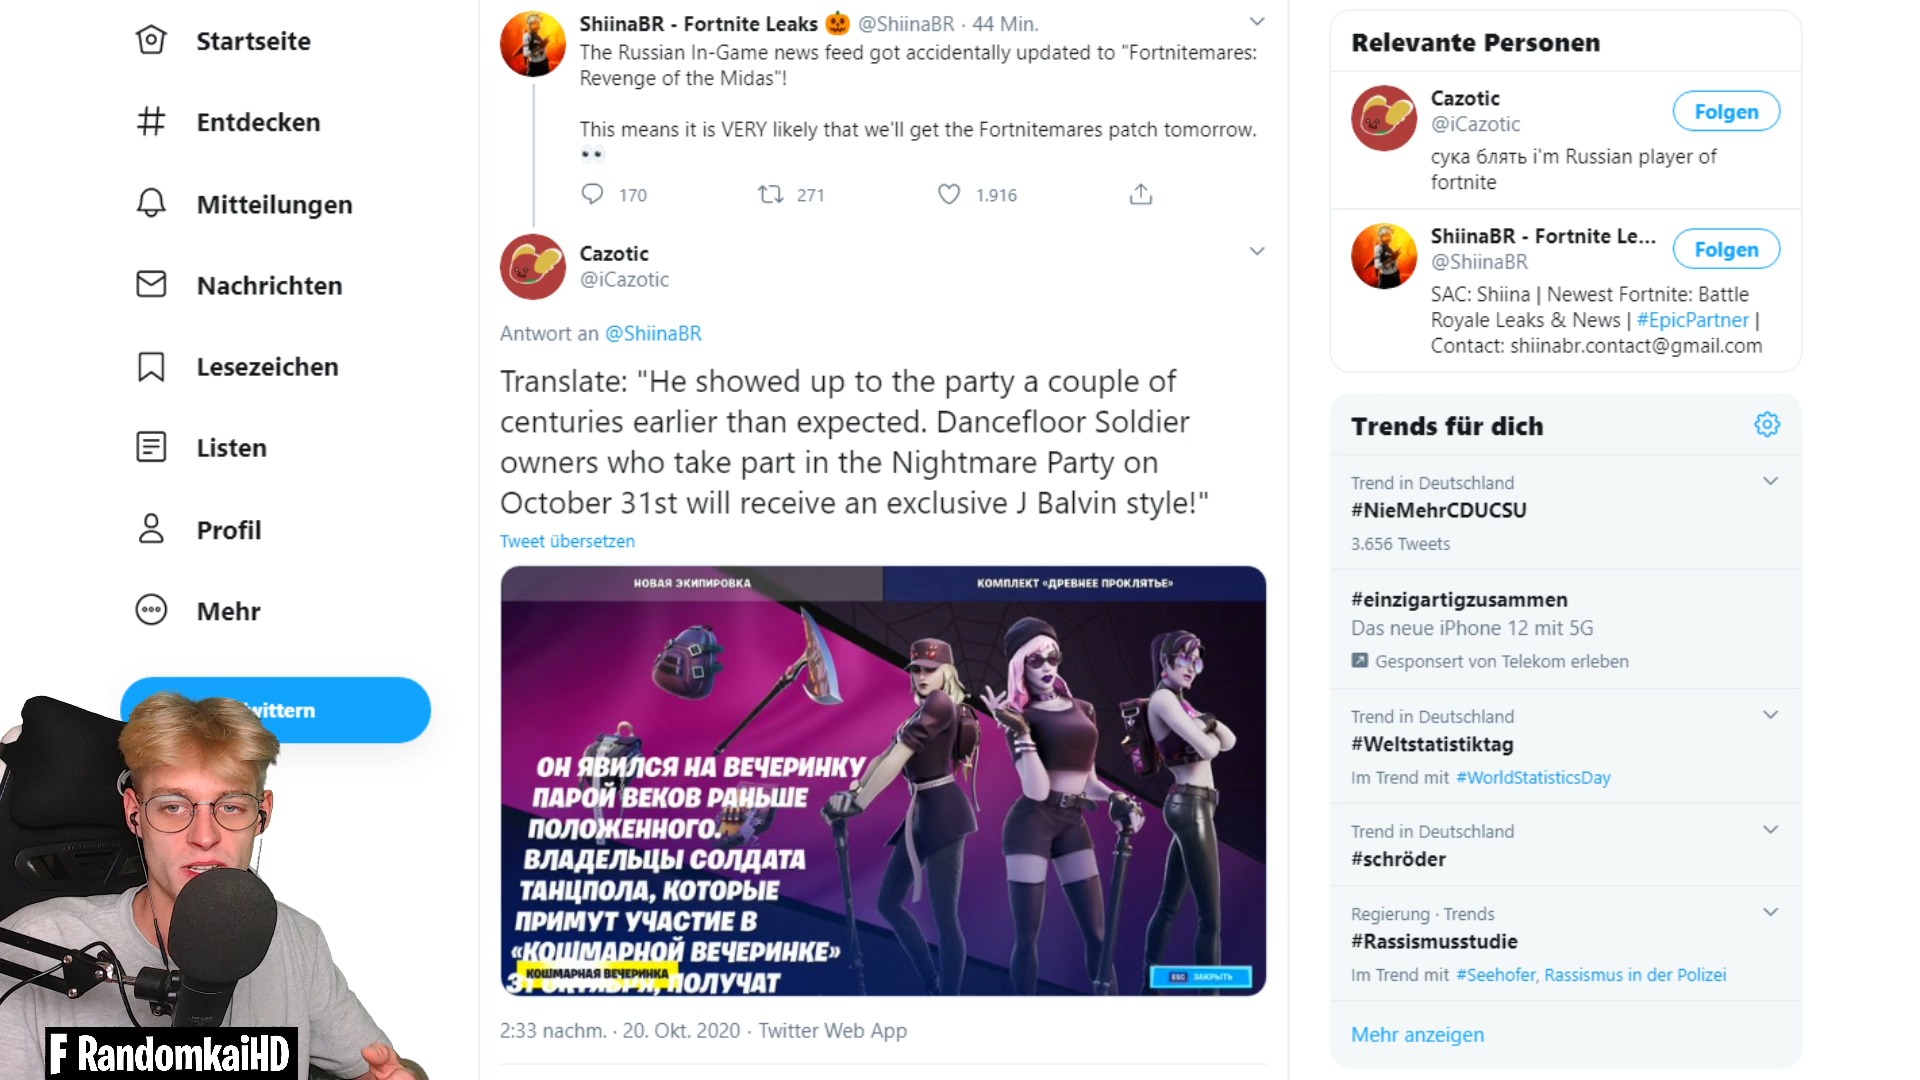 Startseite
Entdecken
Mitteilungen
Nachrichten
Lesezeichen
Listen
Profil
Mehr
wittern
F RandomkaiHD
ShiinaBR - Fortnite Leaks 🎃 @ShiinaBR · 44 Min.
The Russian In-Game news feed got accidentally updated to "Fortnitemares:
Revenge of the Midas"!
This means it is VERY likely that we'll get the Fortnitemares patch tomorrow.
👀
170 271 1.916
Cazotic
@iCazotic
Antwort an @ShiinaBR
Translate: "He showed up to the party a couple of
centuries earlier than expected. Dancefloor Soldier
owners who take part in the Nightmare Party on
October 31st will receive an exclusive J Balvin style!"
Tweet übersetzen
НОВАЯ ЭКИПИРОВКА
КОМПЛЕКТ «ДРЕВНЕЕ ПРОКЛЯТЬЕ»
ОН ЯВИЛСЯ НА ВЕЧЕРИНКУ
ПАРОЙ ВЕКОВ РАНЬШЕ
ПОЛОЖЕННОГО.
ВЛАДЕЛЬЦЫ СОЛДАТА
ТАНЦПОЛА, КОТОРЫЕ
ПРИМУТ УЧАСТИЕ В
«КОШМАРНОЙ ВЕЧЕРИНКЕ»
КОШМАРНАЯ ВЕЧЕРИНКА
31 ОКТЯБРЯ, ПОЛУЧАТ
ESC ЗАКРЫТЬ
2:33 nachm. · 20. Okt. 2020 · Twitter Web App
Relevante Personen
Cazotic
@iCazotic
Folgen
сука блять i'm Russian player of
fortnite
ShiinaBR - Fortnite Le...
@ShiinaBR
Folgen
SAC: Shiina | Newest Fortnite: Battle
Royale Leaks & News | #EpicPartner |
Contact: shiinabr.contact@gmail.com
Trends für dich
Trend in Deutschland
#NieMehrCDUCSU
3.656 Tweets
#einzigartigzusammen
Das neue iPhone 12 mit 5G
Gesponsert von Telekom erleben
Trend in Deutschland
#Weltstatistiktag
Im Trend mit #WorldStatisticsDay
Trend in Deutschland
#schröder
Regierung · Trends
#Rassismusstudie
Im Trend mit #Seehofer, Rassismus in der Polizei
Mehr anzeigen